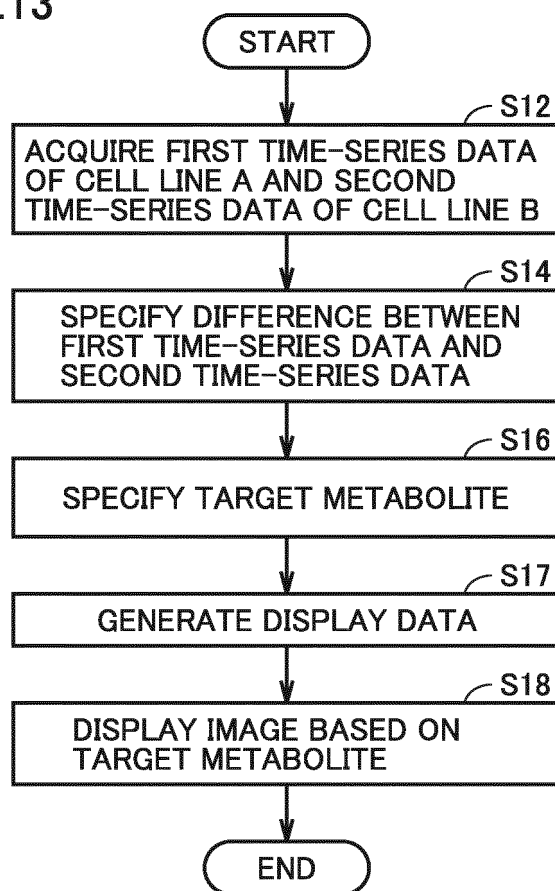 START
S12
ACQUIRE FIRST TIME-SERIES DATA
OF CELL LINE A AND SECOND
TIME-SERIES DATA OF CELL LINE B
S14
SPECIFY DIFFERENCE BETWEEN
FIRST TIME-SERIES DATA AND
SECOND TIME-SERIES DATA
S16
SPECIFY TARGET METABOLITE
S17
GENERATE DISPLAY DATA
S18
DISPLAY IMAGE BASED ON
TARGET METABOLITE
END